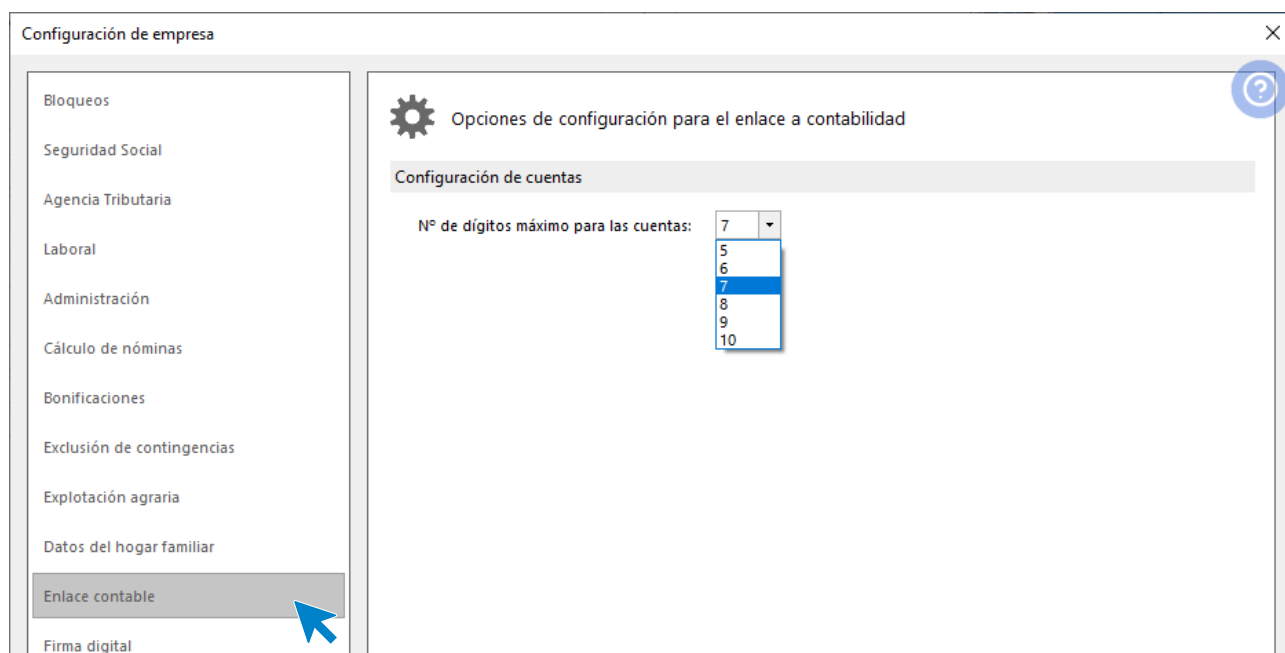 Configuración de empresa
Bloqueos
Seguridad Social
Agencia Tributaria
Laboral
Administración
Cálculo de nóminas
Bonificaciones
Exclusión de contingencias
Explotación agraria
Datos del hogar familiar
Enlace contable
Firma digital
?
Opciones de configuración para el enlace a contabilidad
Configuración de cuentas
Nº de dígitos máximo para las cuentas: 7
5
6
7
8
9
10